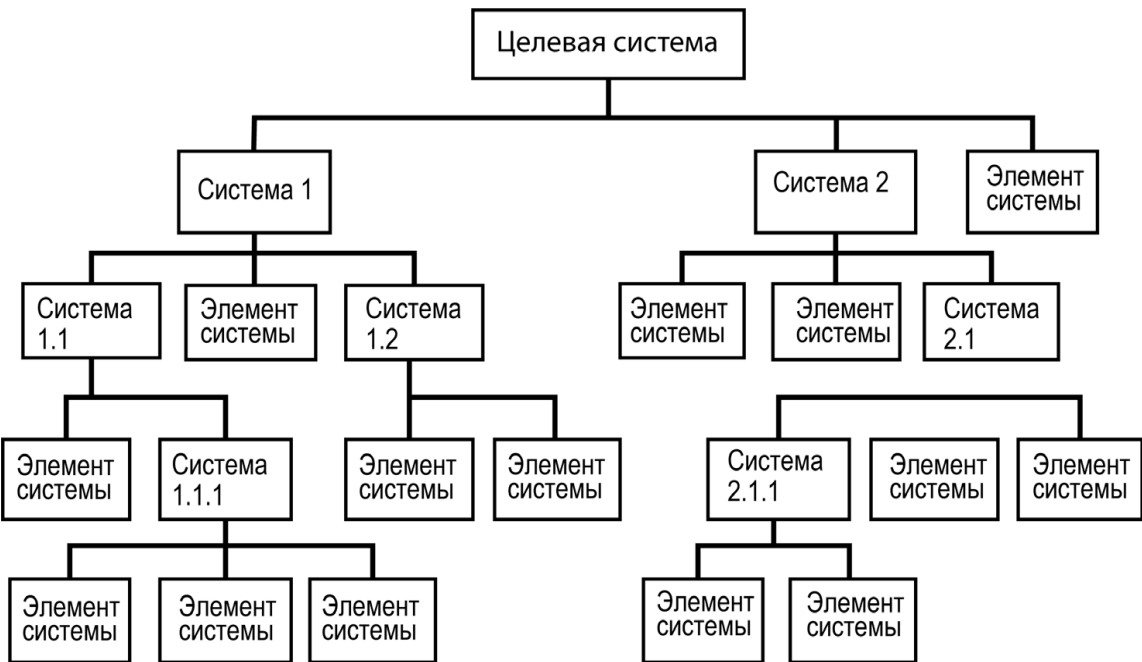 Целевая система
Система 1
Система 2
Элемент
системы
Система
1.1
Элемент
системы
Система
1.2
Элемент
системы
Элемент
системы
Система
2.1
Элемент
системы
Система
1.1.1
Элемент
системы
Элемент
системы
Система
2.1.1
Элемент
системы
Элемент
системы
Элемент
системы
Элемент
системы
Элемент
системы
Элемент
системы
Элемент
системы